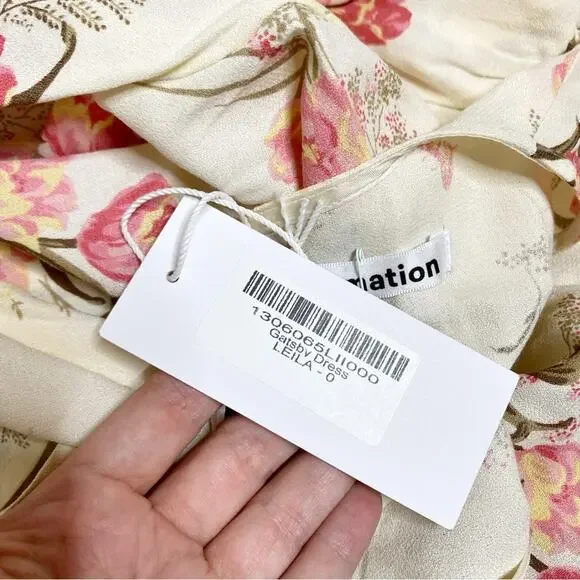 mation
1306065LII000
Gatsby Dress
LEILA - 0